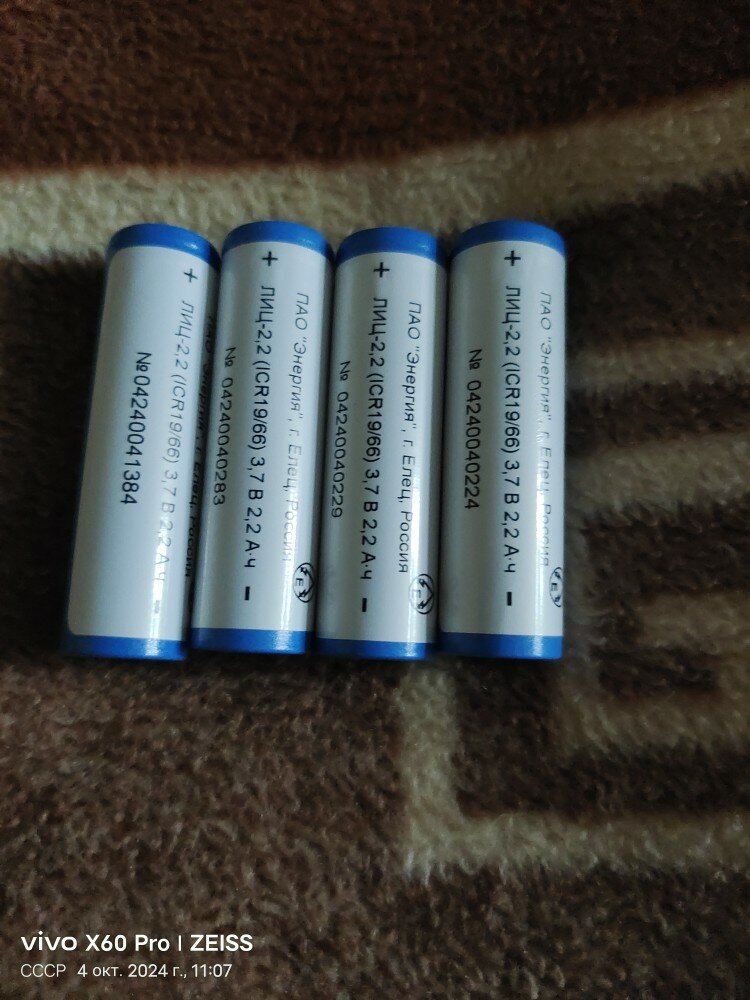 + ЛИЦ-2,2 (ICR19/66) 3,7 В 2,2 А·ч −
№04240041384
ПАО "Энергия", г. Елец, Россия
+ ЛИЦ-2,2 (ICR19/66) 3,7 В 2,2 А·ч −
№ 04240040283
ПАО "Энергия", г. Елец, Россия
+ ЛИЦ-2,2 (ICR19/66) 3,7 В 2,2 А·ч −
№ 04240040229
ПАО "Энергия", г. Елец, Россия
+ ЛИЦ-2,2 (ICR19/66) 3,7 В 2,2 А·ч −
№ 04240040224
vivo X60 Pro | ZEISS
СССР 4 окт. 2024 г., 11:07